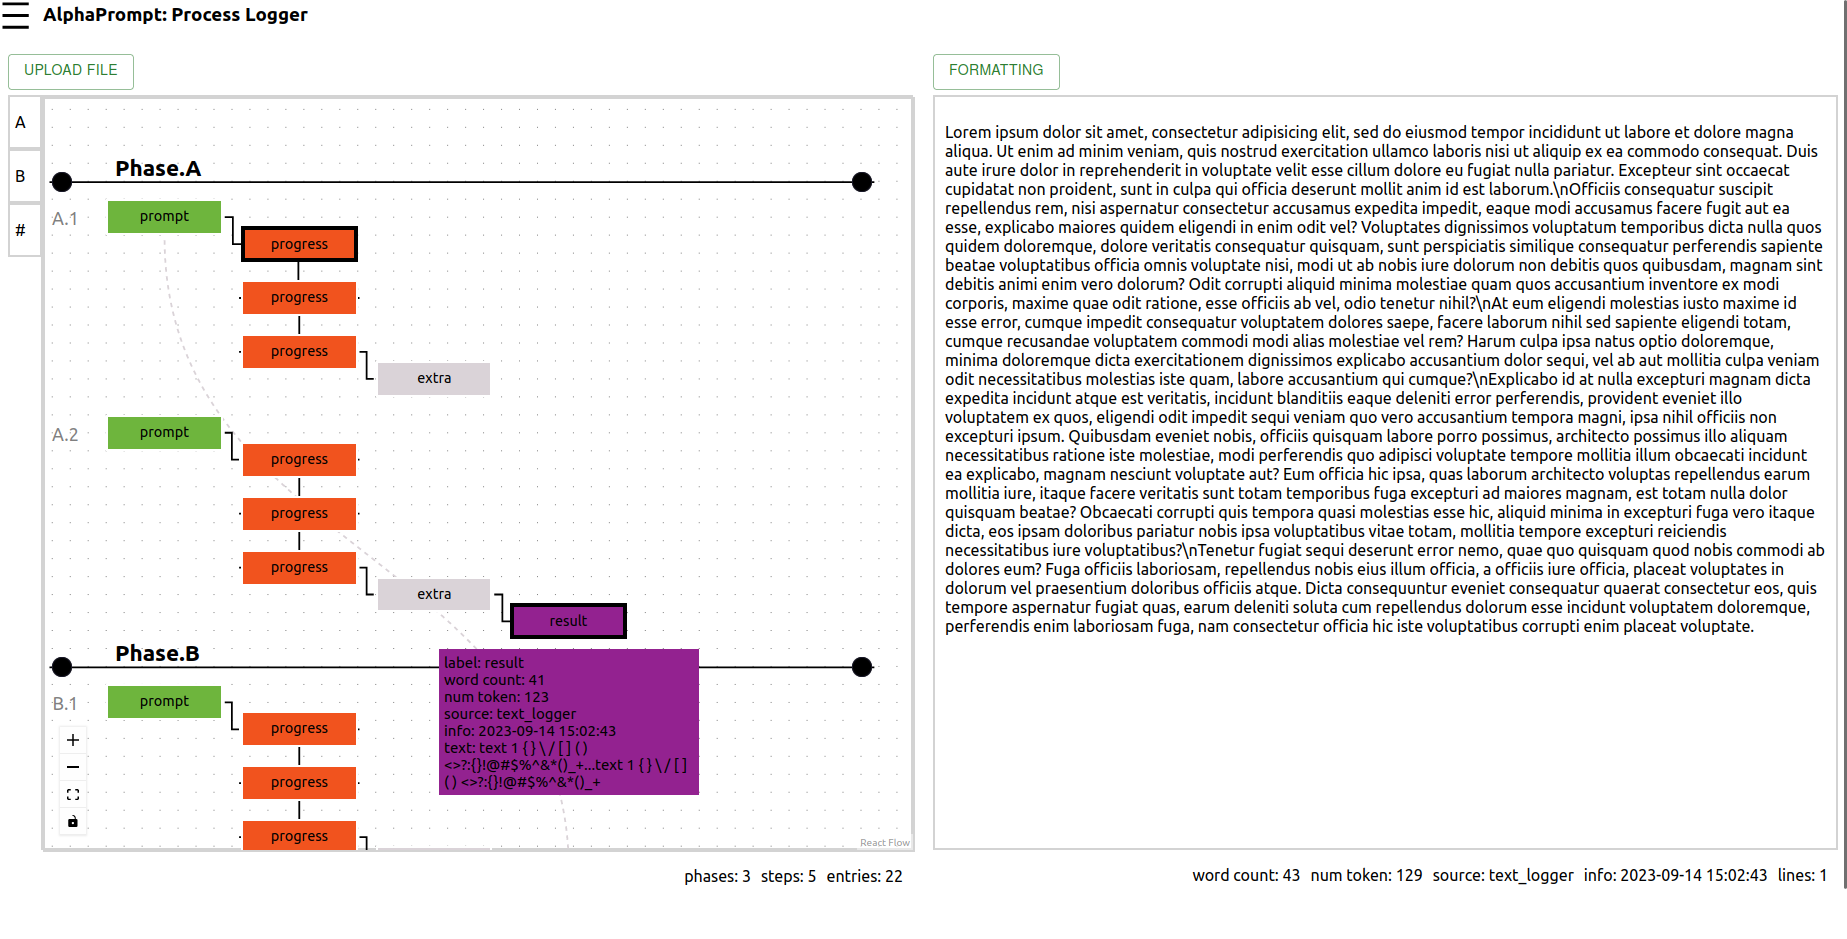 AlphaPrompt: Process Logger
UPLOAD FILE
A
B
#
Phase.A
A.1
prompt
progress
progress
progress
extra
A.2
prompt
progress
progress
progress
extra
result
Phase.B
B.1
prompt
progress
progress
progress
label: result
word count: 41
num token: 123
source: text_logger
info: 2023-09-14 15:02:43
text: text 1 { } \ / [ ] ( )
<>?:{}!@#$%^&*()_+...text 1 { } \ / [ ]
( ) <>?:{}!@#$%^&*()_+
React Flow
phases: 3 steps: 5 entries: 22
FORMATTING
Lorem ipsum dolor sit amet, consectetur adipisicing elit, sed do eiusmod tempor incididunt ut labore et dolore magna
aliqua. Ut enim ad minim veniam, quis nostrud exercitation ullamco laboris nisi ut aliquip ex ea commodo consequat. Duis
aute irure dolor in reprehenderit in voluptate velit esse cillum dolore eu fugiat nulla pariatur. Excepteur sint occaecat
cupidatat non proident, sunt in culpa qui officia deserunt mollit anim id est laborum.\nOfficiis consequatur suscipit
repellendus rem, nisi aspernatur consectetur accusamus expedita impedit, eaque modi accusamus facere fugit aut ea
esse, explicabo maiores quidem eligendi in enim odit vel? Voluptates dignissimos voluptatum temporibus dicta nulla quos
quidem doloremque, dolore veritatis consequatur quisquam, sunt perspiciatis similique consequatur perferendis sapiente
beatae voluptatibus officia omnis voluptate nisi, modi ut ab nobis iure dolorum non debitis quos quibusdam, magnam sint
debitis animi enim vero dolorum? Odit corrupti aliquid minima molestiae quam quos accusantium inventore ex modi
corporis, maxime quae odit ratione, esse officiis ab vel, odio tenetur nihil?\nAt eum eligendi molestias iusto maxime id
esse error, cumque impedit consequatur voluptatem dolores saepe, facere laborum nihil sed sapiente eligendi totam,
cumque recusandae voluptatem commodi modi alias molestiae vel rem? Harum culpa ipsa natus optio doloremque,
minima doloremque dicta exercitationem dignissimos explicabo accusantium dolor sequi, vel ab aut mollitia culpa veniam
odit necessitatibus molestias iste quam, labore accusantium qui cumque?\nExplicabo id at nulla excepturi magnam dicta
expedita incidunt atque est veritatis, incidunt blanditiis eaque deleniti error perferendis, provident eveniet illo
voluptatem ex quos, eligendi odit impedit sequi veniam quo vero accusantium tempora magni, ipsa nihil officiis non
excepturi ipsum. Quibusdam eveniet nobis, officiis quisquam labore porro possimus, architecto possimus illo aliquam
necessitatibus ratione iste molestiae, modi perferendis quo adipisci voluptate tempore mollitia illum obcaecati incidunt
ea explicabo, magnam nesciunt voluptate aut? Eum officia hic ipsa, quas laborum architecto voluptas repellendus earum
mollitia iure, itaque facere veritatis sunt totam temporibus fuga excepturi ad maiores magnam, est totam nulla dolor
quisquam beatae? Obcaecati corrupti quis tempora quasi molestias esse hic, aliquid minima in excepturi fuga vero itaque
dicta, eos ipsam doloribus pariatur nobis ipsa voluptatibus vitae totam, mollitia tempore excepturi reiciendis
necessitatibus iure voluptatibus?\nTenetur fugiat sequi deserunt error nemo, quae quo quisquam quod nobis commodi ab
dolores eum? Fuga officiis laboriosam, repellendus nobis eius illum officia, a officiis iure officia, placeat voluptates in
dolorum vel praesentium doloribus officiis atque. Dicta consequuntur eveniet consequatur quaerat consectetur eos, quis
tempore aspernatur fugiat quas, earum deleniti soluta cum repellendus dolorum esse incidunt voluptatem doloremque,
perferendis enim laboriosam fuga, nam consectetur officia hic iste voluptatibus corrupti enim placeat voluptate.
word count: 43 num token: 129 source: text_logger info: 2023-09-14 15:02:43 lines: 1